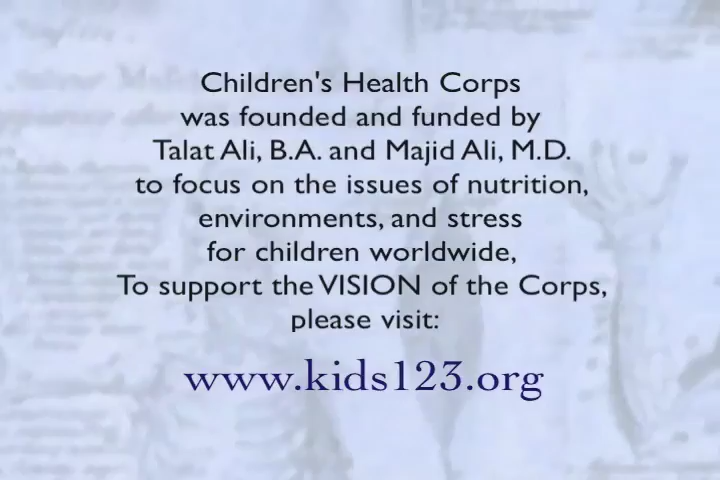 Children's Health Corps
was founded and funded by
Talat Ali, B.A. and Majid Ali, M.D.
to focus on the issues of nutrition,
environments, and stress
for children worldwide,
To support the VISION of the Corps,
please visit:
www.kids123.org